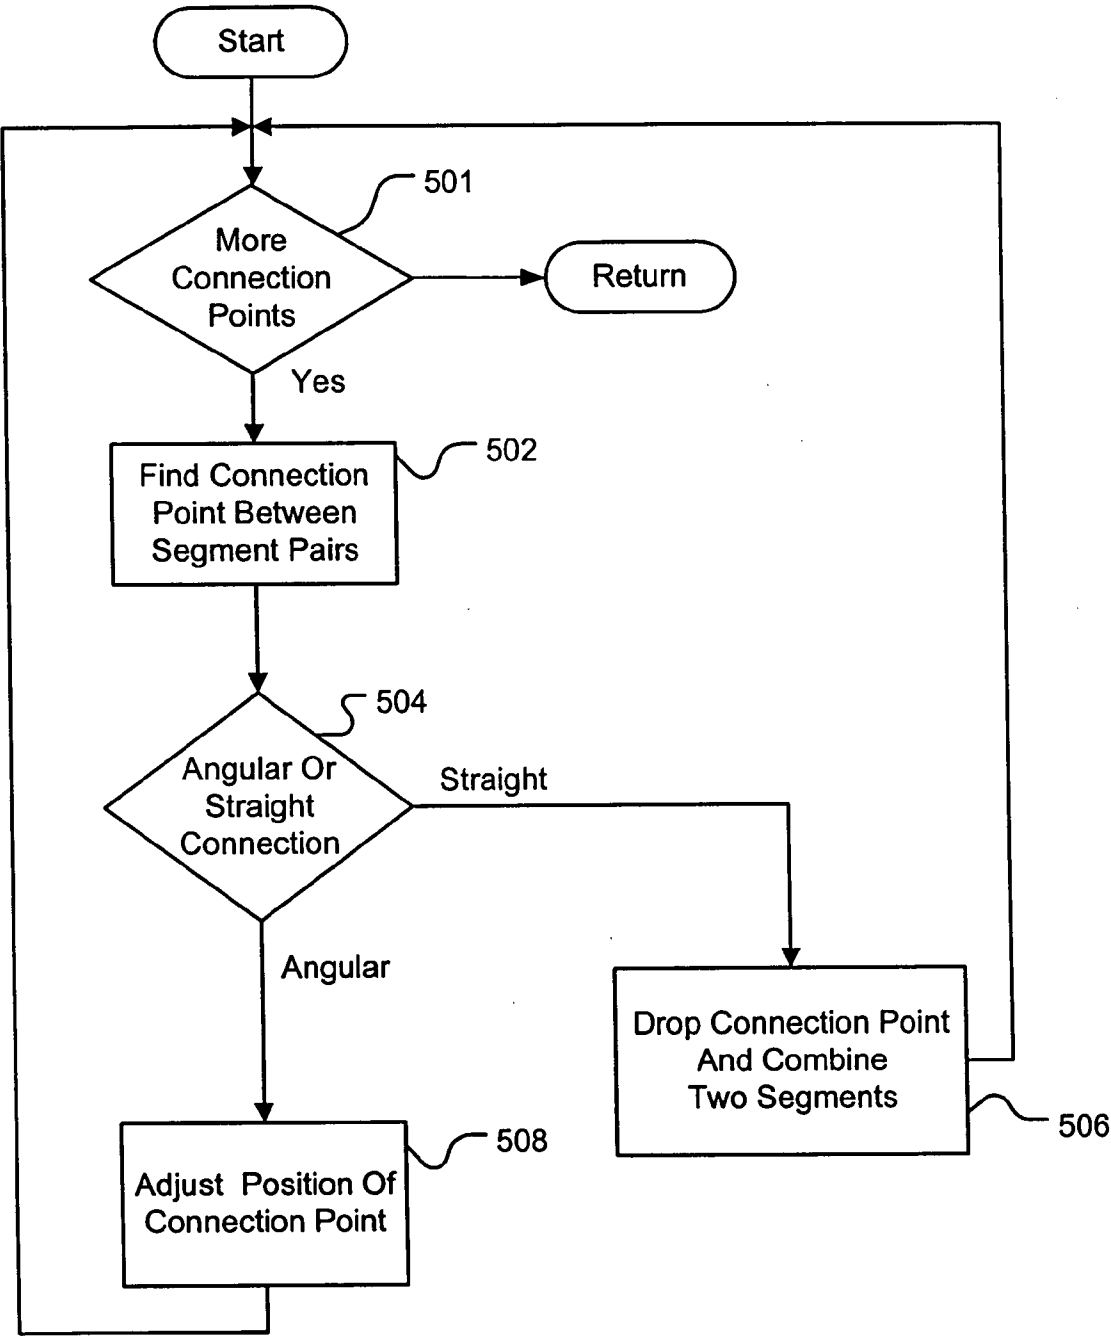 Start
501
More
Connection
Points
Return
Yes
502
Find Connection
Point Between
Segment Pairs
504
Angular Or
Straight
Connection
Straight
Angular
Drop Connection Point
And Combine
Two Segments
506
508
Adjust Position Of
Connection Point